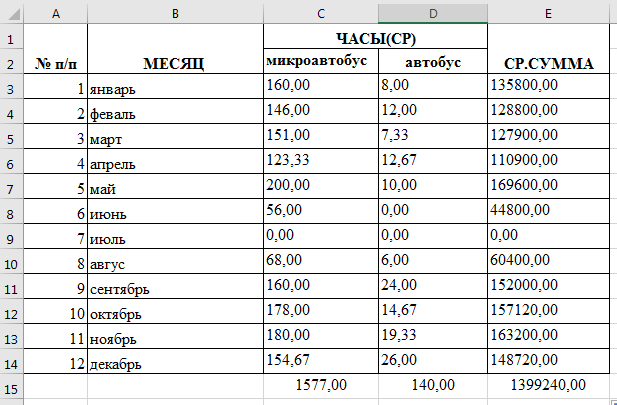 A B C D E
1 ЧАСЫ(СР)
2 № п/п МЕСЯЦ микроавтобус автобус СР.СУММА
3 1 январь 160,00 8,00 135800,00
4 2 феваль 146,00 12,00 128800,00
5 3 март 151,00 7,33 127900,00
6 4 апрель 123,33 12,67 110900,00
7 5 май 200,00 10,00 169600,00
8 6 июнь 56,00 0,00 44800,00
9 7 июль 0,00 0,00 0,00
10 8 авгус 68,00 6,00 60400,00
11 9 сентябрь 160,00 24,00 152000,00
12 10 октябрь 178,00 14,67 157120,00
13 11 ноябрь 180,00 19,33 163200,00
14 12 декабрь 154,67 26,00 148720,00
15 1577,00 140,00 1399240,00